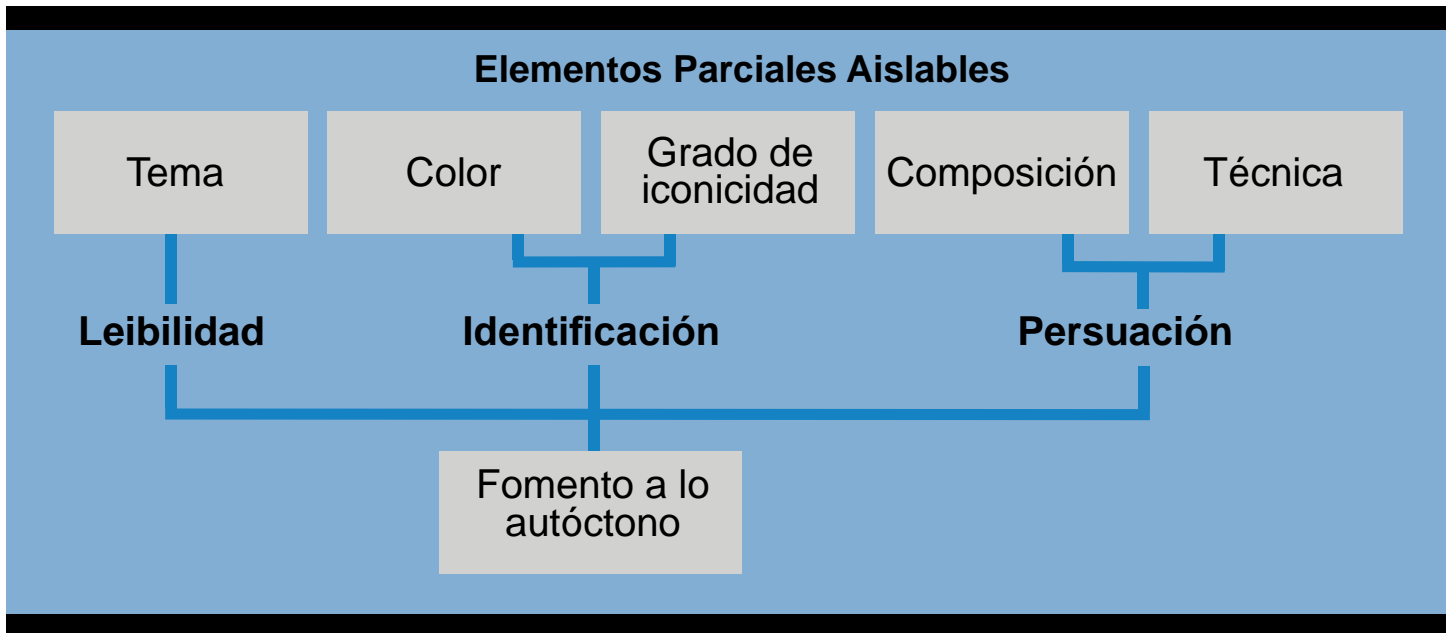 Elementos Parciales Aislables
Tema
Color
Grado de
iconicidad
Composición
Técnica
Leibilidad
Identificación
Persuación
Fomento a lo
autóctono